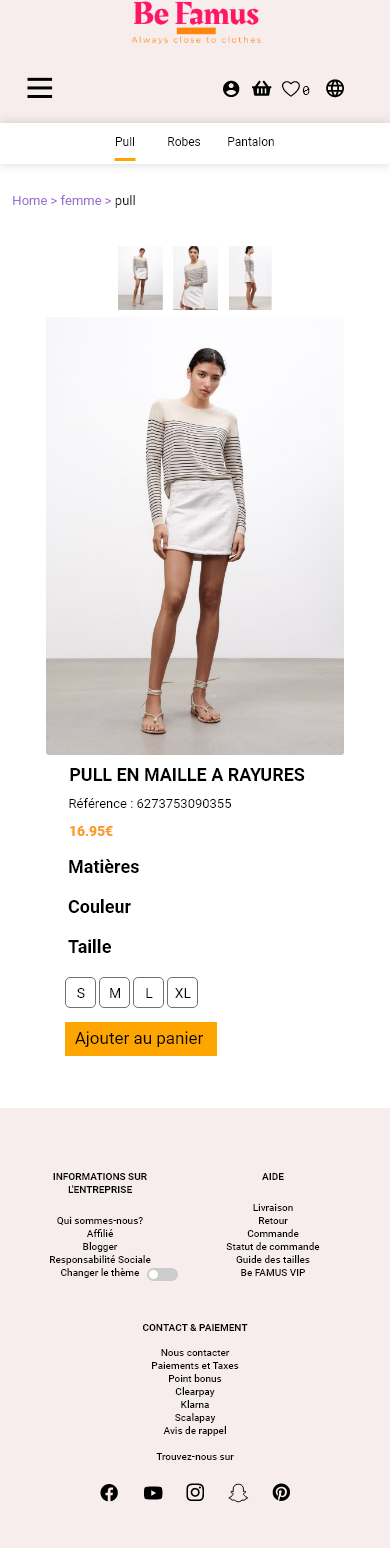 Be Famus
Always close to clothes
0
Pull Robes Pantalon
Home > femme > pull
PULL EN MAILLE A RAYURES
Référence : 6273753090355
16.95€
Matières
Couleur
Taille
S M L XL
Ajouter au panier
INFORMATIONS SUR
L'ENTREPRISE
Qui sommes-nous?
Affilié
Blogger
Responsabilité Sociale
Changer le thème
AIDE
Livraison
Retour
Commande
Statut de commande
Guide des tailles
Be FAMUS VIP
CONTACT & PAIEMENT
Nous contacter
Paiements et Taxes
Point bonus
Clearpay
Klarna
Scalapay
Avis de rappel
Trouvez-nous sur